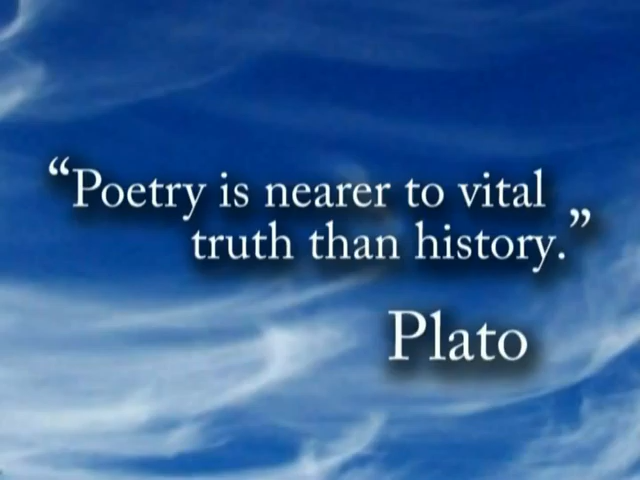 “Poetry is nearer to vital
truth than history.”
Plato